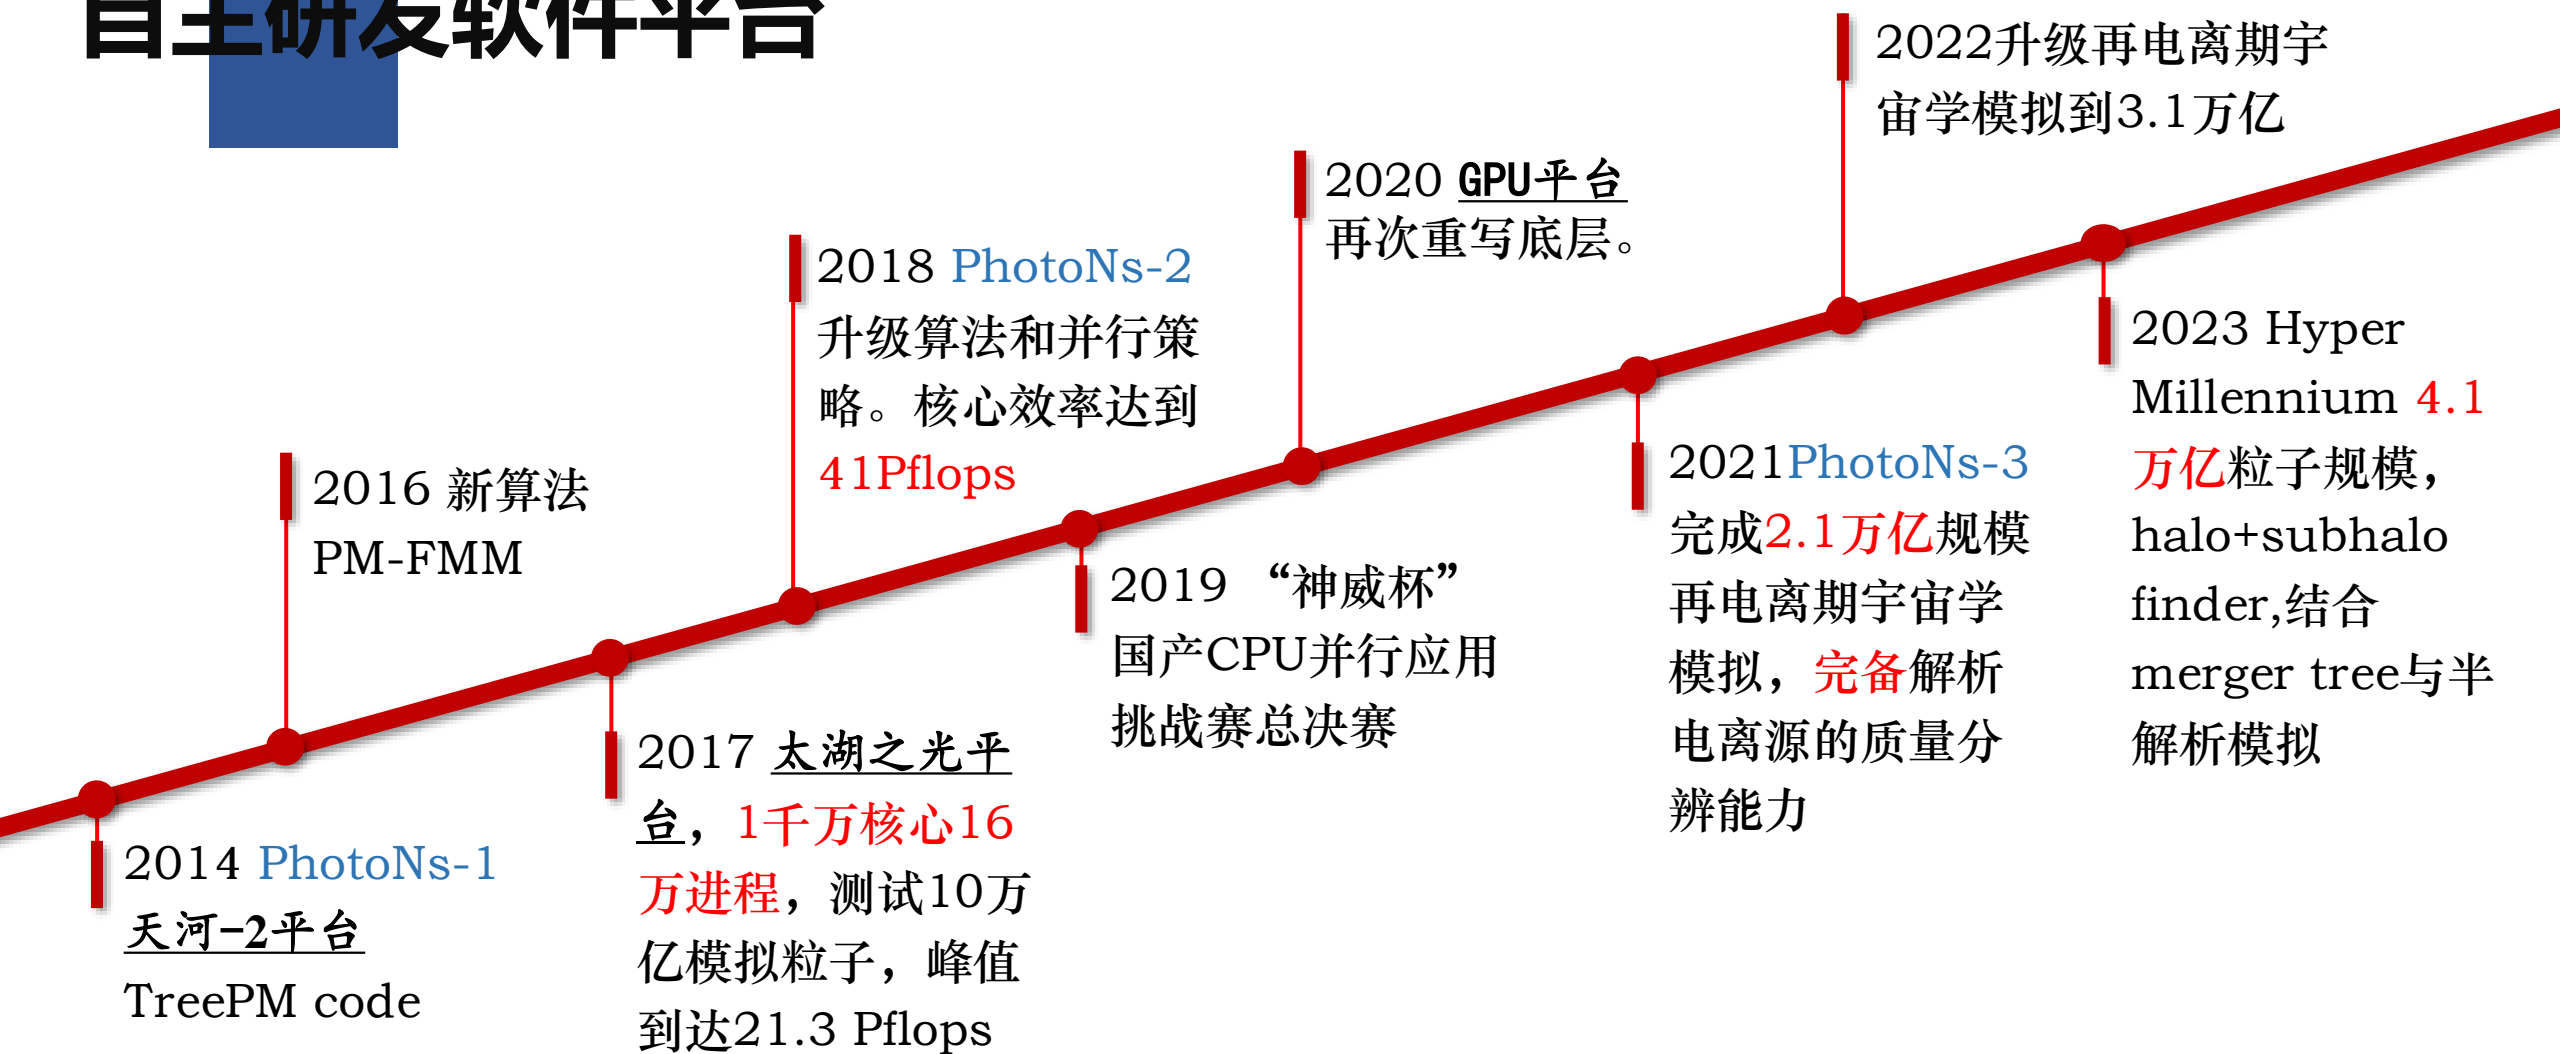 自主研发软件平台
2014 PhotoNs-1
天河-2平台
TreePM code
2016 新算法
PM-FMM
2017 太湖之光平
台，1千万核心16
万进程，测试10万
亿模拟粒子，峰值
到达21.3 Pflops
2018 PhotoNs-2
升级算法和并行策
略。核心效率达到
41Pflops
2019 “神威杯”
国产CPU并行应用
挑战赛总决赛
2020 GPU平台
再次重写底层。
2021PhotoNs-3
完成2.1万亿规模
再电离期宇宙学
模拟，完备解析
电离源的质量分
辨能力
2022升级再电离期宇
宙学模拟到3.1万亿
2023 Hyper
Millennium 4.1
万亿粒子规模，
halo+subhalo
finder,结合
merger tree与半
解析模拟